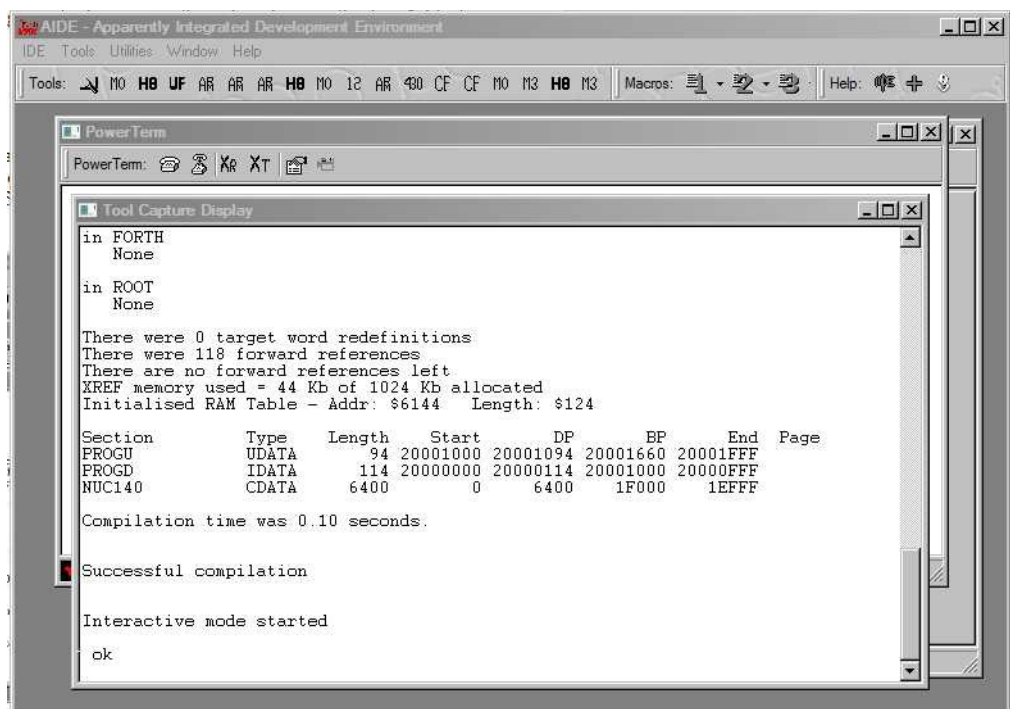 AIDE - Apparently Integrated Development Environment
IDE Tools Utilities Window Help
Tools: M0 H8 UF AR AR AR H8 M0 12 AR 430 CF CF M0 M3 H8 M3 Macros: 1 2 3 Help:
PowerTerm
PowerTerm: XR XT
Tool Capture Display
in FORTH
None
in ROOT
None
There were 0 target word redefinitions
There were 118 forward references
There are no forward references left
XREF memory used = 44 Kb of 1024 Kb allocated
Initialised RAM Table - Addr: $6144 Length: $124
Section Type Length Start DP BP End Page
PROGU UDATA 94 20001000 20001094 20001660 20001FFF
PROGD IDATA 114 20000000 20000114 20001000 20000FFF
NUC140 CDATA 6400 0 6400 1F000 1EFFF
Compilation time was 0.10 seconds.
Successful compilation
Interactive mode started
ok